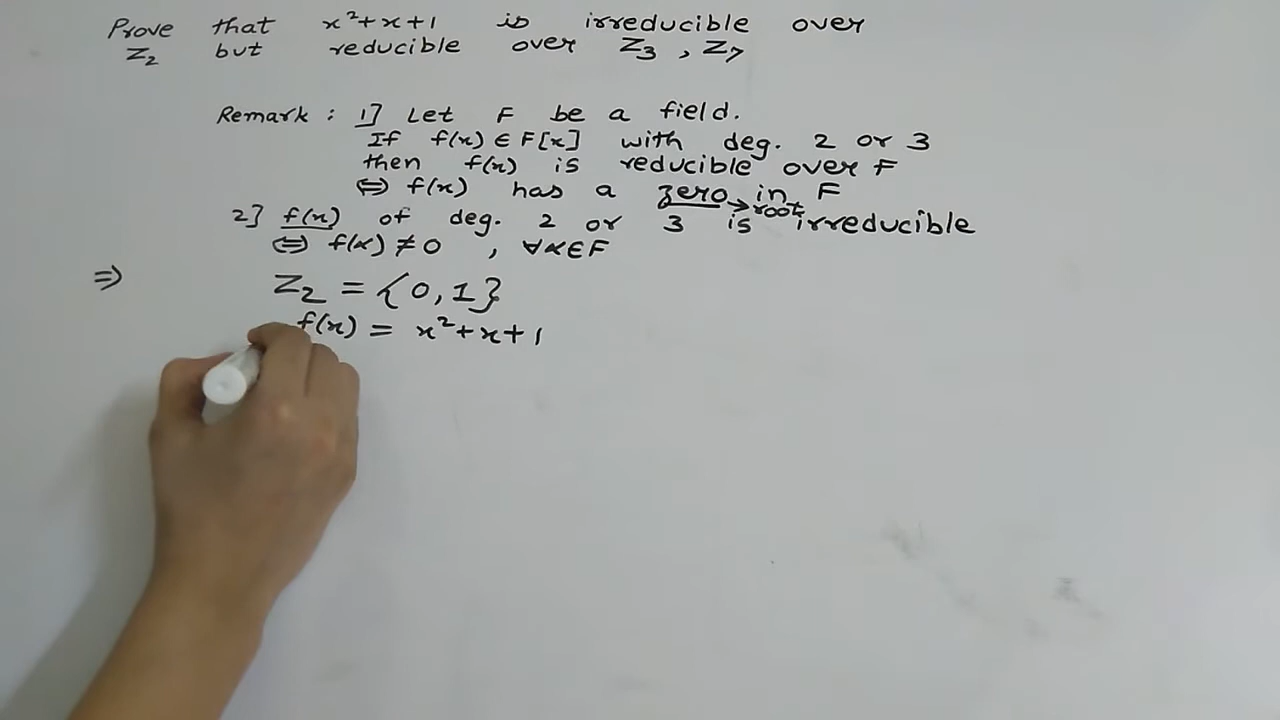 Prove that x²+x+1 is irreducible over
Z₂ but reducible over Z₃, Z₇
Remark : 1] Let F be a field.
If f(x) ∈ F[x] with deg. 2 or 3
then f(x) is reducible over F
⇔ f(x) has a zero in F
→ root
2] f(x) of deg. 2 or 3 is irreducible
⇔ f(α) ≠ 0 , ∀α∈F
⇒ Z₂ = {0,1}
f(x) = x²+x+1